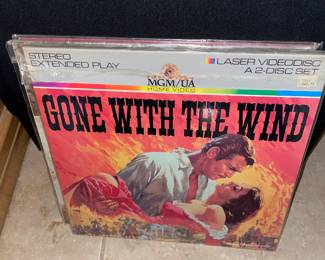 STEREO
EXTENDED PLAY
MGM/UA
HOME VIDEO
LASER VIDEODISC
A 2-DISC SET
GONE WITH THE WIND